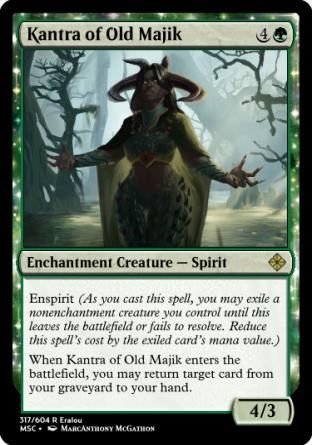 Kantra of Old Majik 4
Enchantment Creature — Spirit
Enspirit (As you cast this spell, you may exile a
nonenchantment creature you control until this
leaves the battlefield or fails to resolve. Reduce
this spell's cost by the exiled card's mana value.)
When Kantra of Old Majik enters the
battlefield, you may return target card from
your graveyard to your hand.
4/3
317/604 R Eralou
MSC • MarcAnthony McGathon